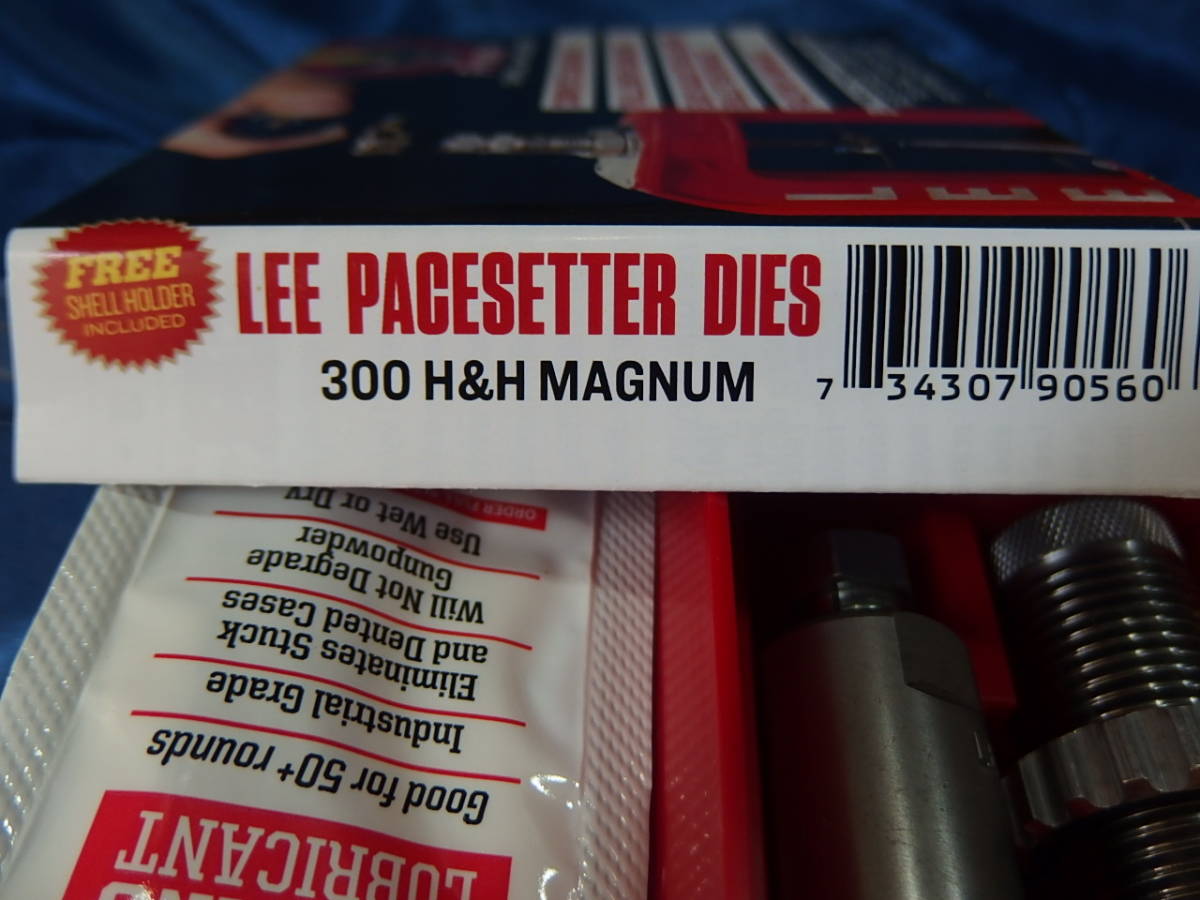 LEE
FREE
SHELL HOLDER
INCLUDED
LEE PACESETTER DIES
300 H&H MAGNUM
7 34307 90560
Use Wet or Dry
Will Not Degrade
Gunpowder
Eliminates Stuck
and Dented Cases
Industrial Grade
Good for 50+ rounds
LUBRICANT